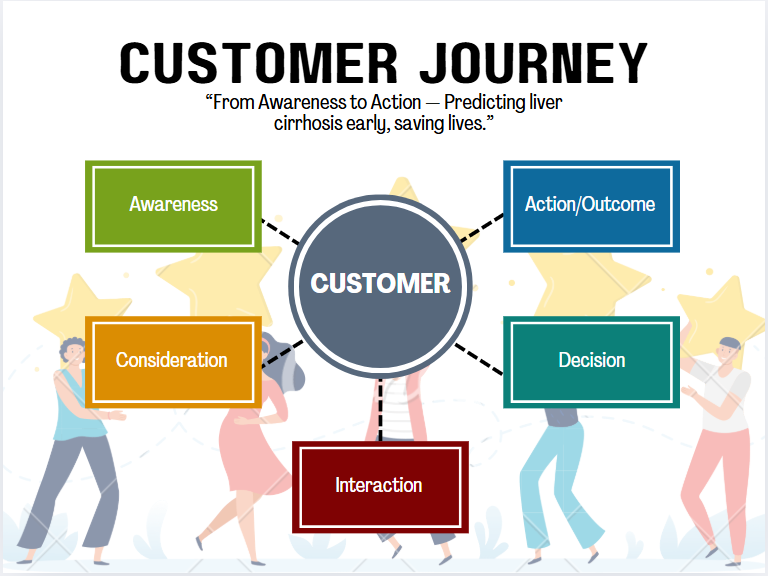 CUSTOMER JOURNEY
“From Awareness to Action — Predicting liver
cirrhosis early, saving lives.”
Awareness
Action/Outcome
CUSTOMER
Consideration
Decision
Interaction